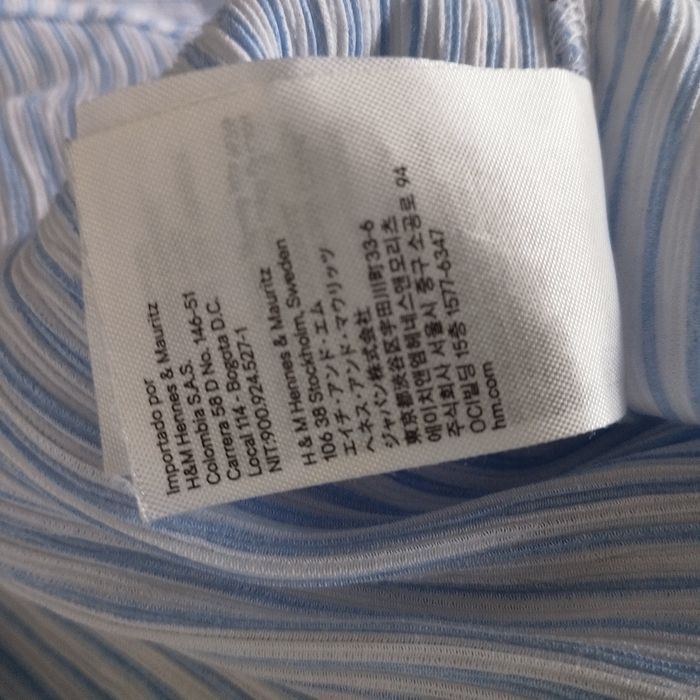 Importado por
H&M Hennes & Mauritz
Colombia S.A.S.
Carrera 58 D No. 146-51
Local 114 - Bogota D.C.
NIT:900.924.527-1
H & M Hennes & Mauritz
106 38 Stockholm, Sweden
エイチ・アンド・エム
ヘネス・アンド・マウリッツ
ジャパン株式会社
東京都渋谷区宇田川町33-6
에이치앤엠헤네스앤모리츠
주식회사 서울시 중구 소공로 94
OCI빌딩 15층 1577-6347
hm.com